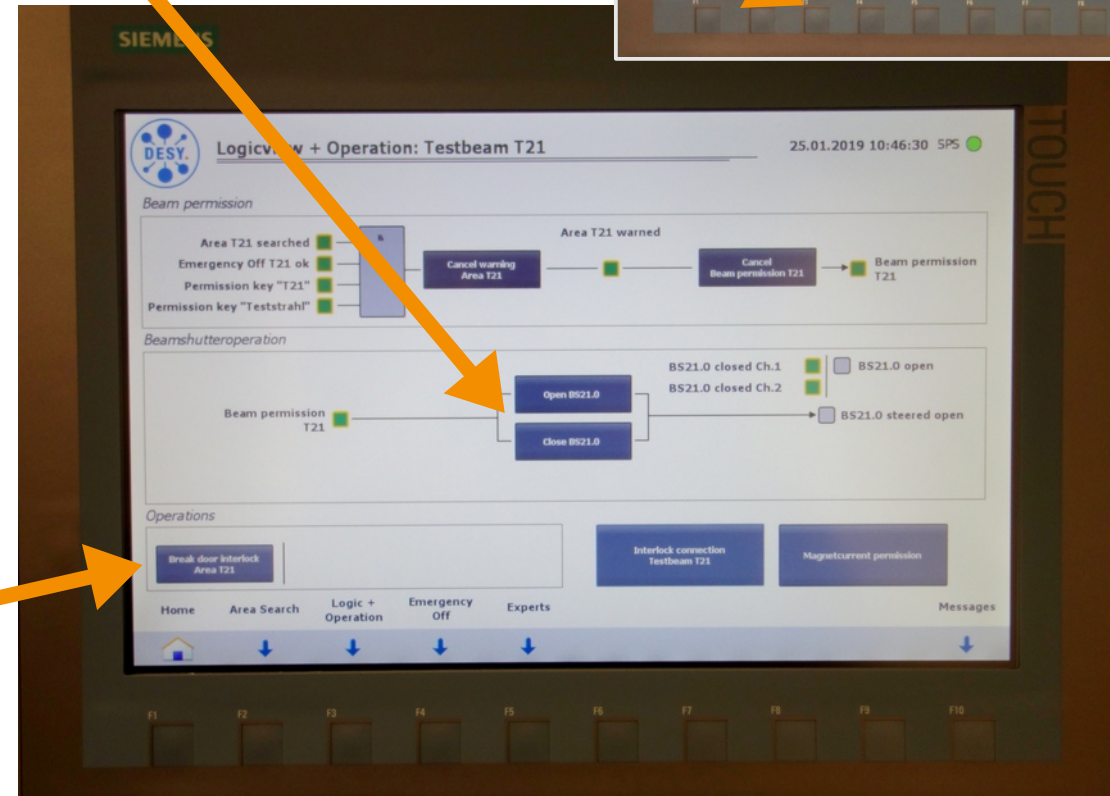 SIEMENS
DESY.
Logicview + Operation: Testbeam T21
25.01.2019 10:46:30 SPS
TOUCH
Beam permission
Area T21 searched
Emergency Off T21 ok
Permission key "T21"
Permission key "Teststrahl"
&
Cancel warning
Area T21
Area T21 warned
Cancel
Beam permission T21
Beam permission
T21
Beamshutteroperation
Beam permission
T21
Open BS21.0
Close BS21.0
BS21.0 closed Ch.1
BS21.0 closed Ch.2
BS21.0 open
BS21.0 steered open
Operations
Break door interlock
Area T21
Interlock connection
Testbeam T21
Magnetcurrent permission
Home
Area Search
Logic +
Operation
Emergency
Off
Experts
Messages
F1 F2 F3 F4 F5 F6 F7 F8 F9 F10